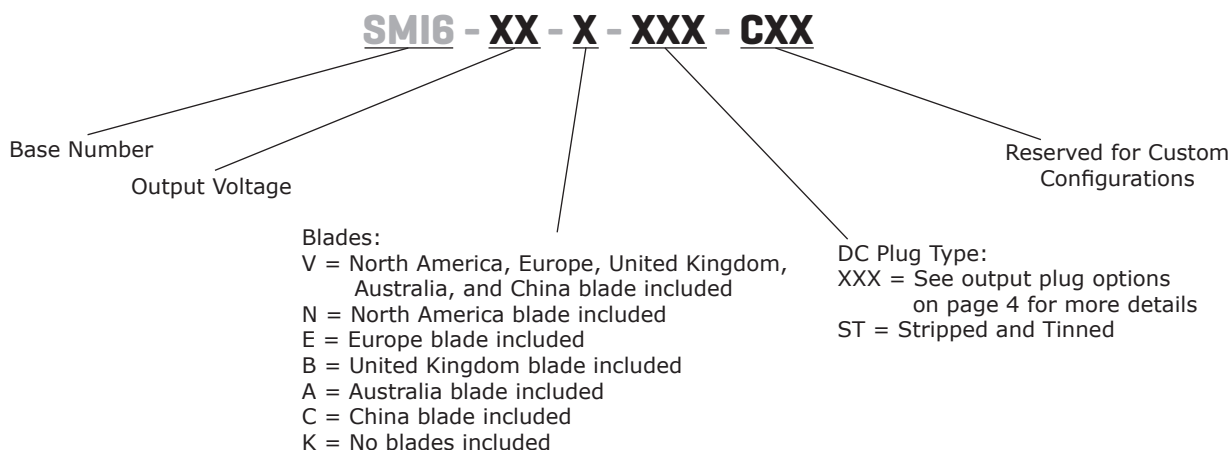 SMI6 - XX - X - XXX - CXX
Base Number
Output Voltage
Blades:
V = North America, Europe, United Kingdom,
Australia, and China blade included
N = North America blade included
E = Europe blade included
B = United Kingdom blade included
A = Australia blade included
C = China blade included
K = No blades included
DC Plug Type:
XXX = See output plug options
on page 4 for more details
ST = Stripped and Tinned
Reserved for Custom
Configurations